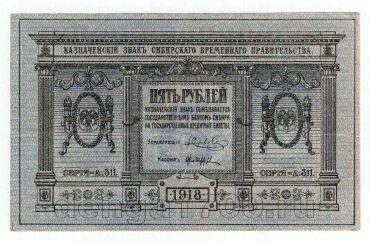 КАЗНАЧЕЙСКІЙ ЗНАКЪ СИБИРСКАГО ВРЕМЕННАГО ПРАВИТЕЛЬСТВА.
ПЯТЬ РУБЛЕЙ
КАЗНАЧЕЙСКІЙ ЗНАКЪ ОБМѢНИВАЕТСЯ
ГОСУДАРСТВЕННЫМЪ БАНКОМЪ СИБИРИ
НА ГОСУДАРСТВЕННЫЕ КРЕДИТНЫЕ БИЛЕТЫ.
УПРАВЛЯЮЩІЙ
КАССИРЪ
СЕРІЯ-А.311.
СЕРІЯ-А.311.
1918